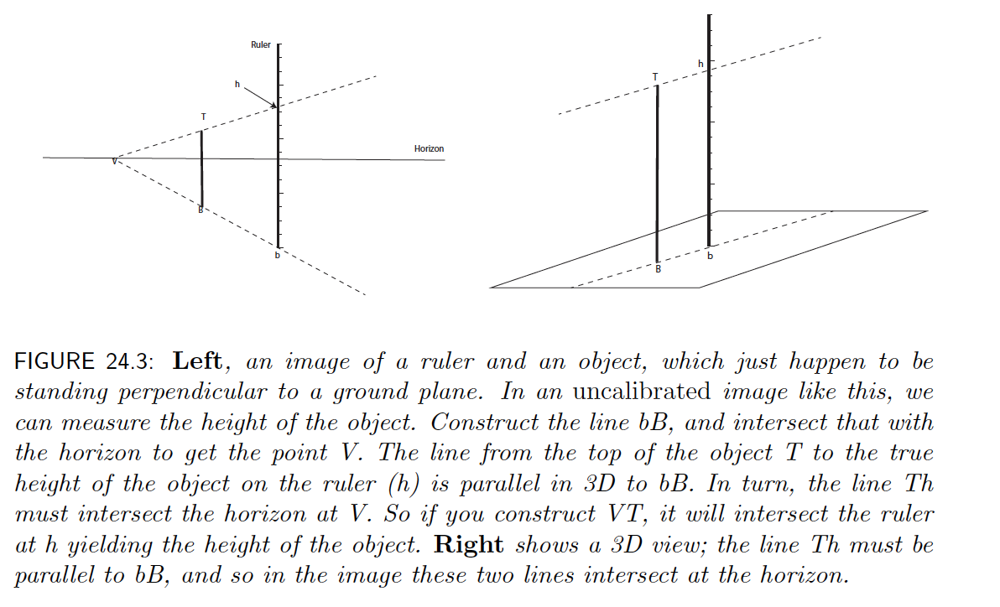 Ruler
h
T
V
Horizon
B
b
h
T
B
b
FIGURE 24.3: Left, an image of a ruler and an object, which just happen to be
standing perpendicular to a ground plane. In an uncalibrated image like this, we
can measure the height of the object. Construct the line bB, and intersect that with
the horizon to get the point V. The line from the top of the object T to the true
height of the object on the ruler (h) is parallel in 3D to bB. In turn, the line Th
must intersect the horizon at V. So if you construct VT, it will intersect the ruler
at h yielding the height of the object. Right shows a 3D view; the line Th must be
parallel to bB, and so in the image these two lines intersect at the horizon.